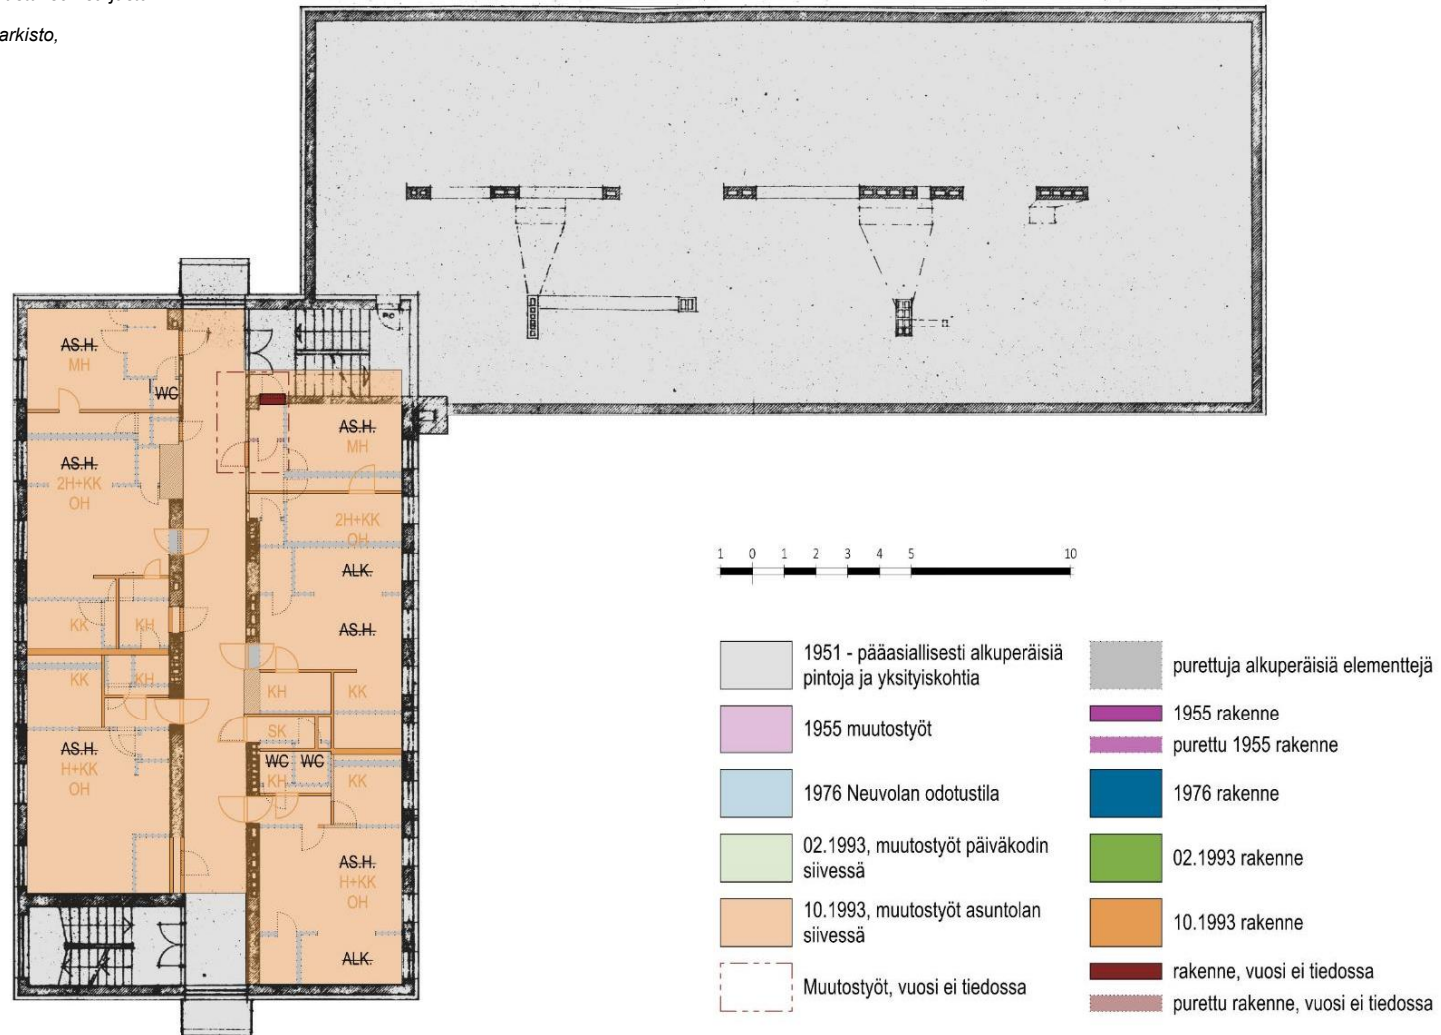 arkisto,
AS.H.
MH
WC
AS.H.
MH
AS.H.
2H+KK
OH
2H+KK
OH
ALK.
AS.H.
KK
KH
KK
KH
KH
KK
SK
WC
WC
KH
KK
AS.H.
H+KK
OH
AS.H.
H+KK
OH
ALK.
1 0 1 2 3 4 5 10
1951 - pääasiallisesti alkuperäisiä
pintoja ja yksityiskohtia
1955 muutostyöt
1976 Neuvolan odotustila
02.1993, muutostyöt päiväkodin
siivessä
10.1993, muutostyöt asuntolan
siivessä
Muutostyöt, vuosi ei tiedossa
purettuja alkuperäisiä elementtejä
1955 rakenne
purettu 1955 rakenne
1976 rakenne
02.1993 rakenne
10.1993 rakenne
rakenne, vuosi ei tiedossa
purettu rakenne, vuosi ei tiedossa